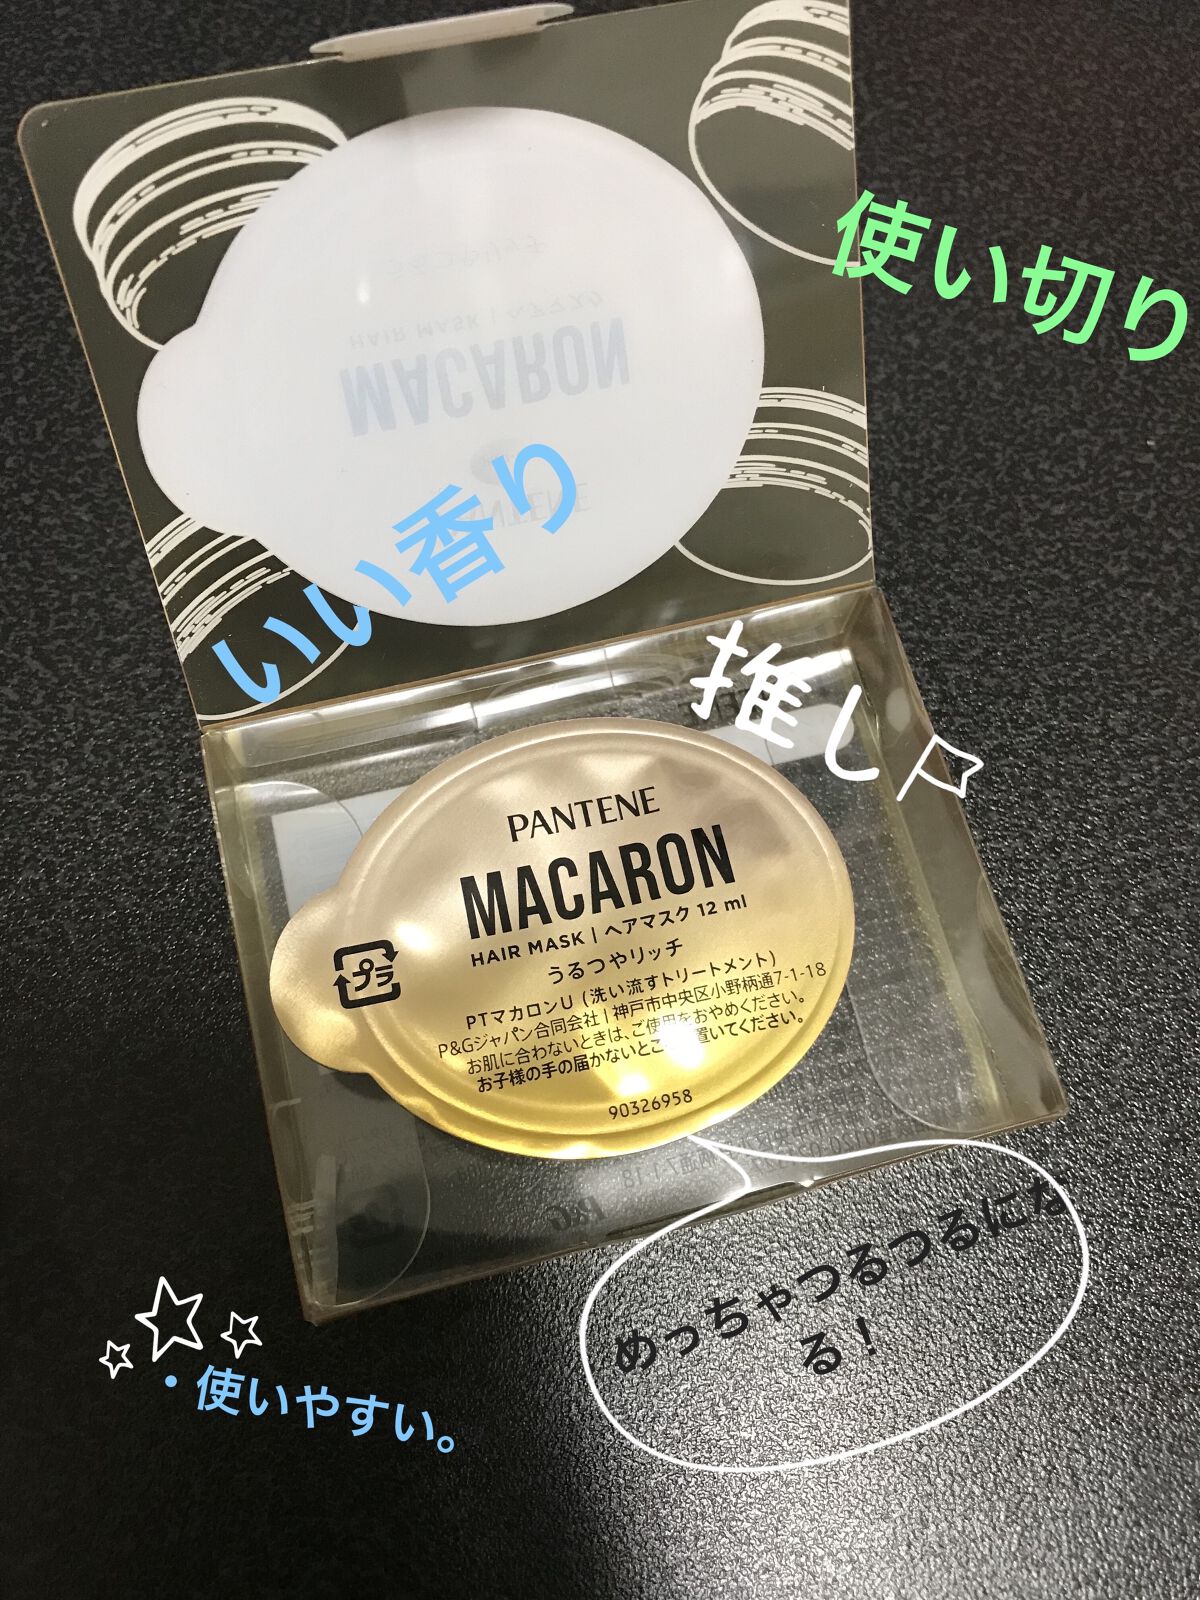 使い切り
いい香り
推し
PANTENE
MACARON
HAIR MASK | ヘアマスク 12 ml
うるつやリッチ
プラ
PTマカロンU (洗い流すトリートメント)
P&Gジャパン合同会社 | 神戸市中央区小野柄通7-1-18
お肌に合わないときは、ご使用をおやめください。
お子様の手の届かないとこ 置いてください。
90326958
P&G
めっちゃつるつるにな
る！
・使いやすい。